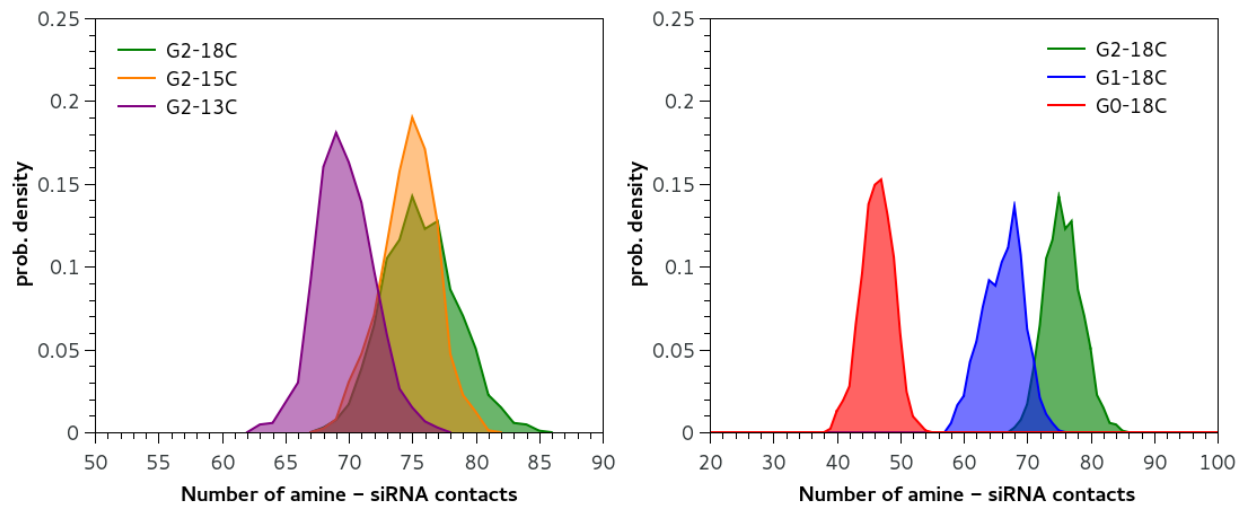 0.25
0.2
0.15
0.1
0.05
0
prob. density
G2-18C
G2-15C
G2-13C
50 55 60 65 70 75 80 85 90
Number of amine – siRNA contacts
0.25
0.2
0.15
0.1
0.05
0
prob. density
G2-18C
G1-18C
G0-18C
20 30 40 50 60 70 80 90 100
Number of amine – siRNA contacts